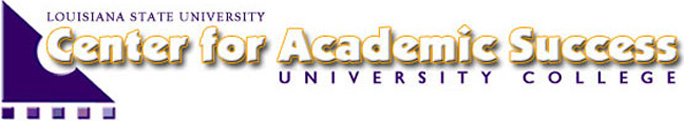 LOUISIANA STATE UNIVERSITY
Center for Academic Success
UNIVERSITY COLLEGE